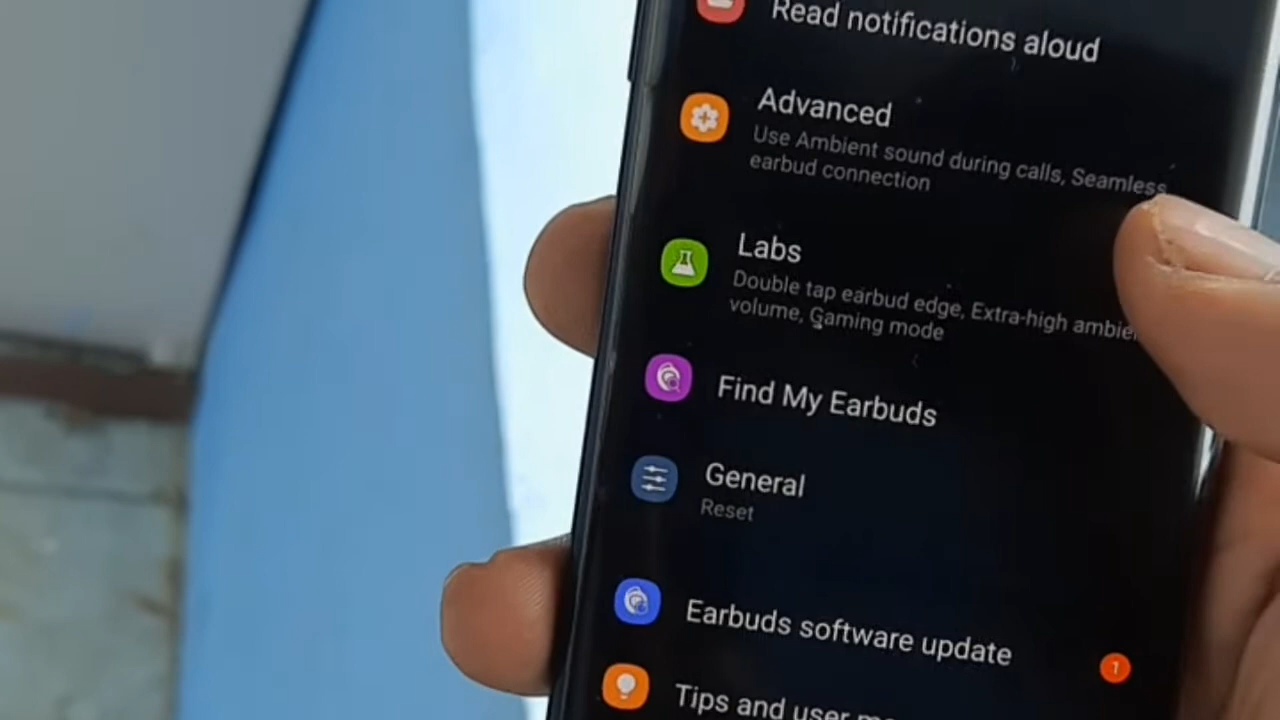 Read notifications aloud
Advanced
Use Ambient sound during calls, Seamless
earbud connection
Labs
Double tap earbud edge, Extra-high
volume, Gaming mode
Find My Earbuds
General
Reset
Earbuds software update
1
Tips and user